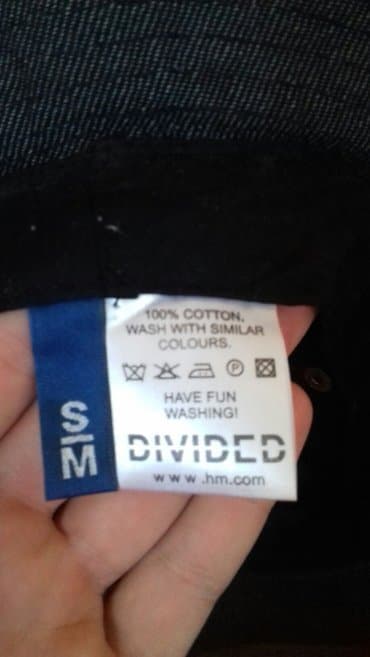 100% COTTON.
WASH WITH SIMILAR
COLOURS.
P
HAVE FUN
WASHING!
DIVIDED
www.hm.com
S
M